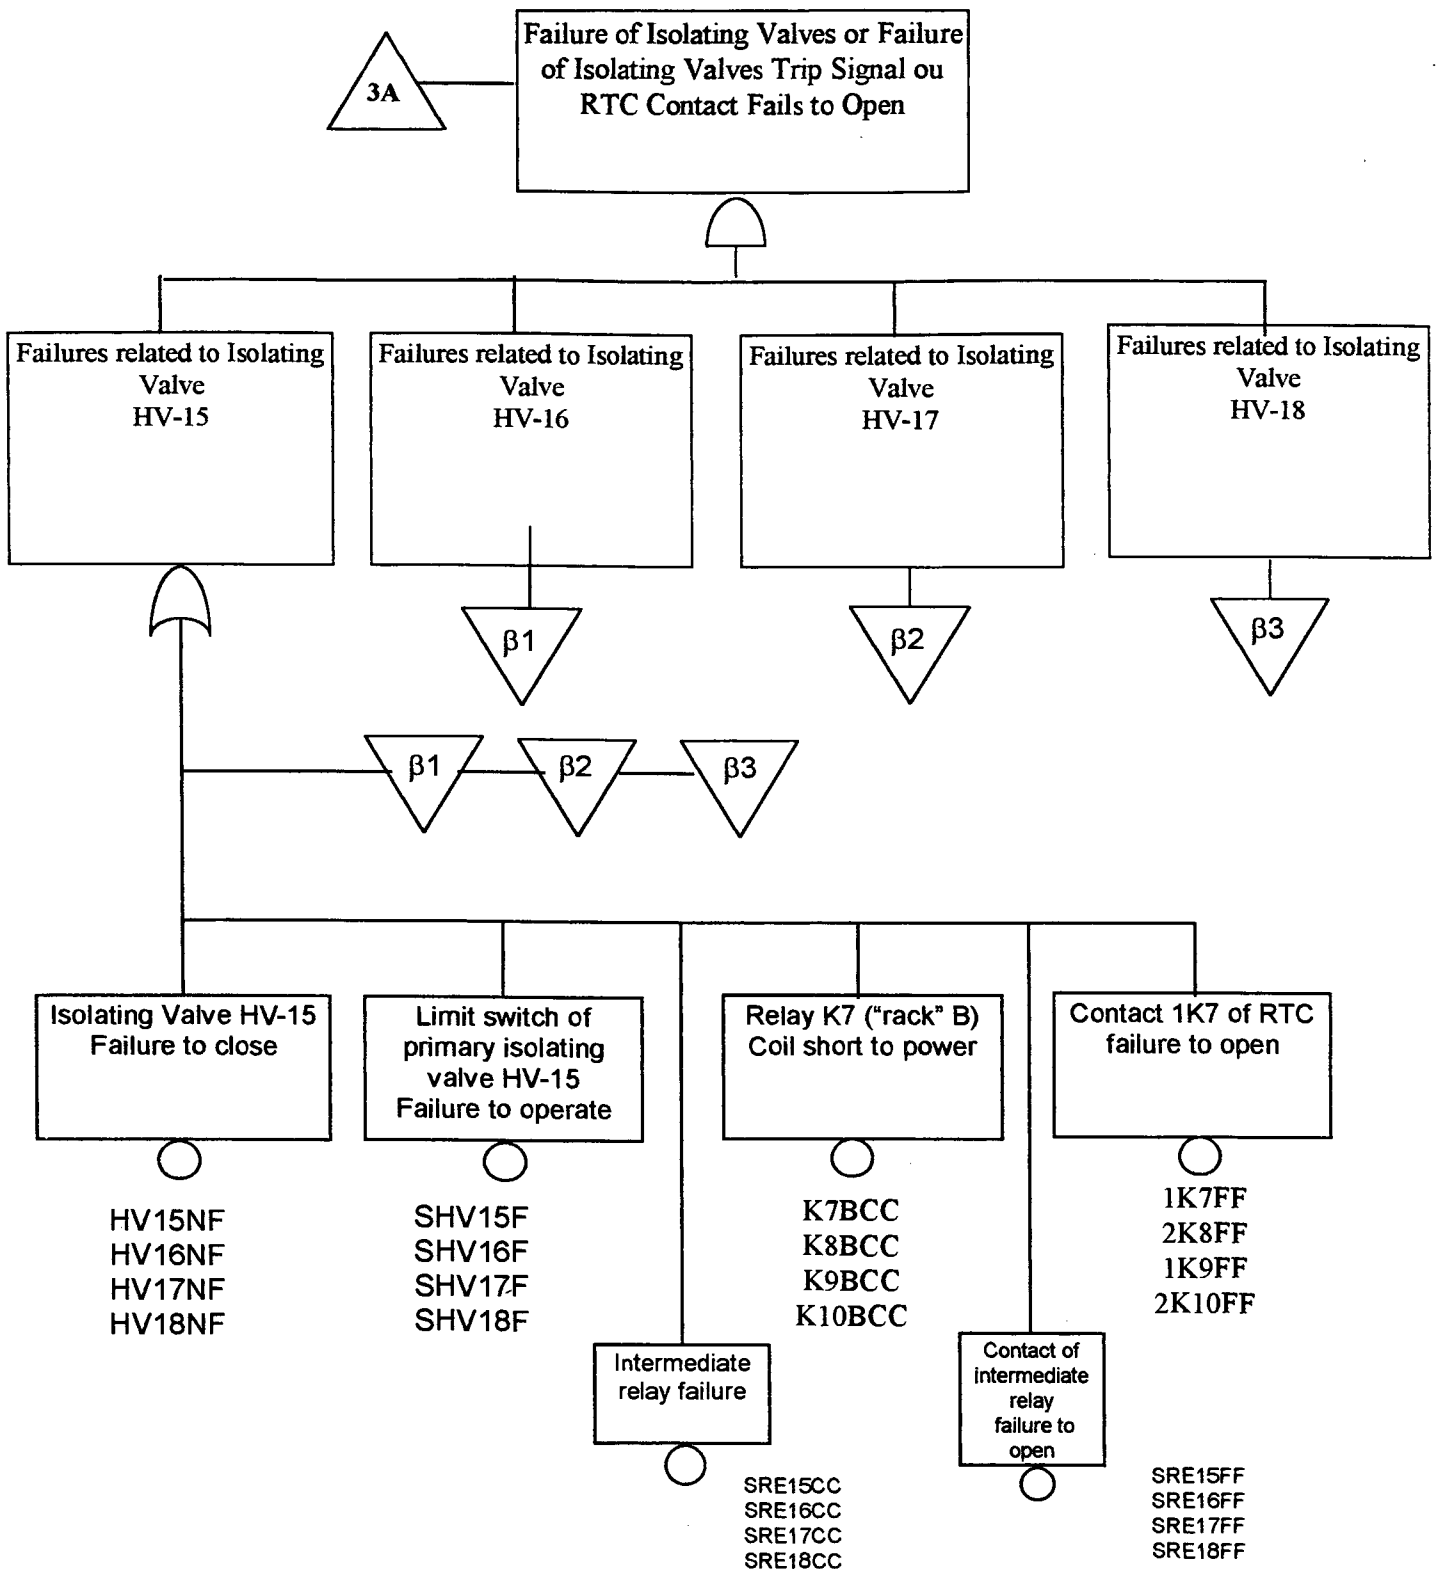 Failure of Isolating Valves or Failure
of Isolating Valves Trip Signal ou
RTC Contact Fails to Open
3A
Failures related to Isolating
Valve
HV-15
Failures related to Isolating
Valve
HV-16
Failures related to Isolating
Valve
HV-17
Failures related to Isolating
Valve
HV-18
β1
β2
β3
β1
β2
β3
Isolating Valve HV-15
Failure to close
Limit switch of
primary isolating
valve HV-15
Failure to operate
Relay K7 ("rack" B)
Coil short to power
Contact 1K7 of RTC
failure to open
HV15NF
HV16NF
HV17NF
HV18NF
SHV15F
SHV16F
SHV17F
SHV18F
K7BCC
K8BCC
K9BCC
K10BCC
1K7FF
2K8FF
1K9FF
2K10FF
Intermediate
relay failure
Contact of
intermediate
relay
failure to
open
SRE15CC
SRE16CC
SRE17CC
SRE18CC
SRE15FF
SRE16FF
SRE17FF
SRE18FF